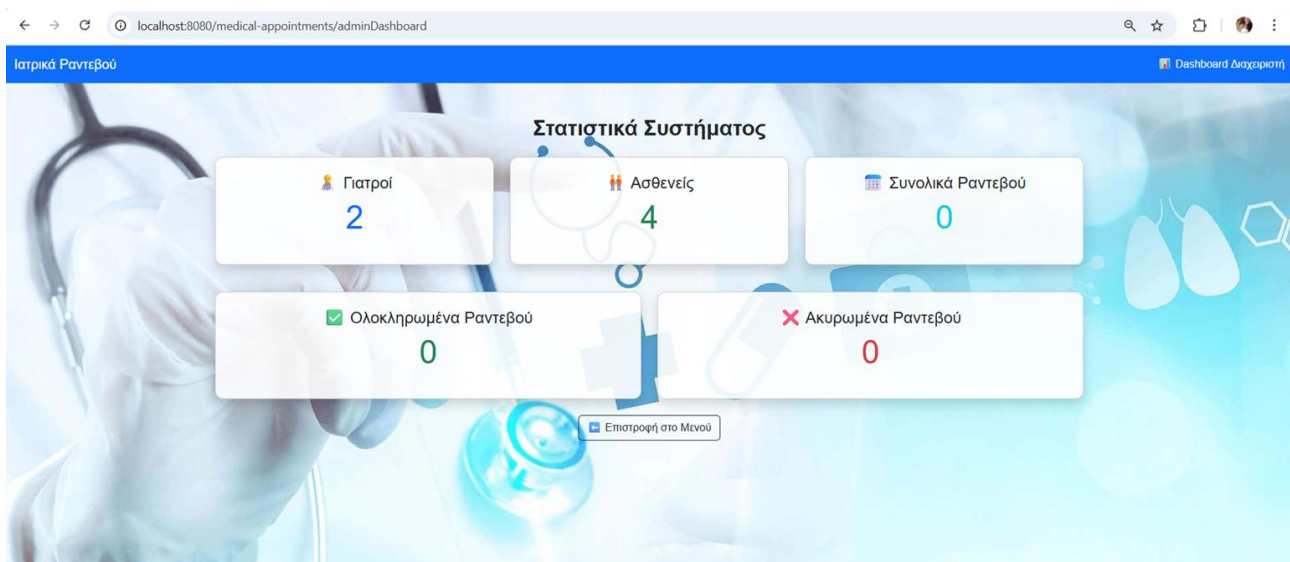 localhost:8080/medical-appointments/adminDashboard
Ιατρικά Ραντεβού
Dashboard Διαχειριστή
Στατιστικά Συστήματος
Γιατροί
2
Ασθενείς
4
Συνολικά Ραντεβού
0
Ολοκληρωμένα Ραντεβού
0
Ακυρωμένα Ραντεβού
0
Επιστροφή στο Μενού